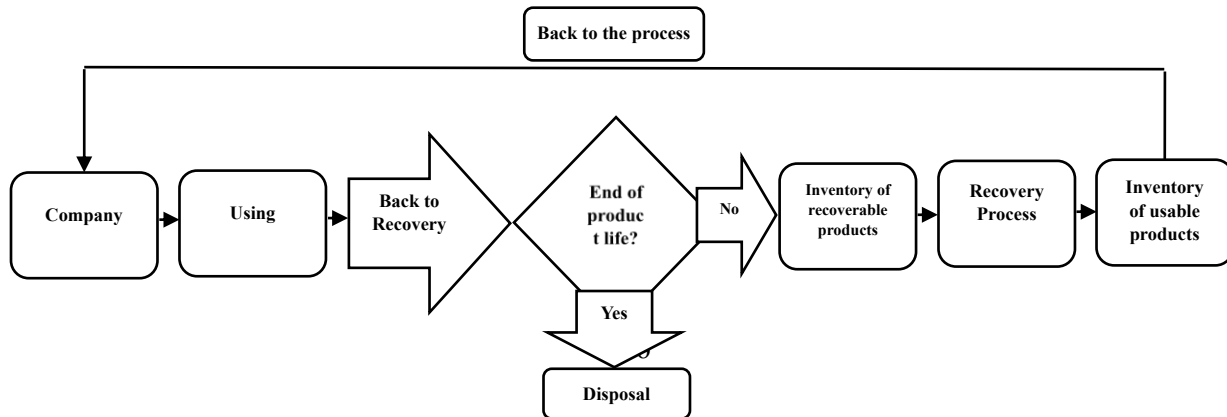 Back to the process
Company
Using
Back to
Recovery
End of
produc
t life?
No
Inventory of
recoverable
products
Recovery
Process
Inventory
of usable
products
Yes
Disposal